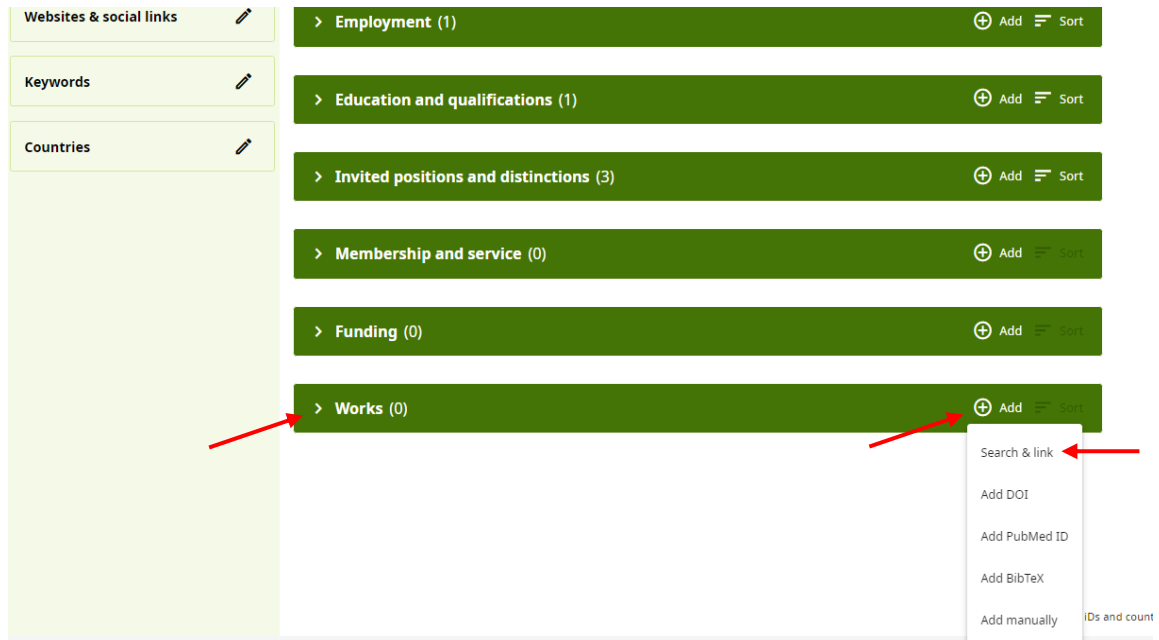 Websites & social links
Keywords
Countries
Employment (1)
Add Sort
Education and qualifications (1)
Add Sort
Invited positions and distinctions (3)
Add Sort
Membership and service (0)
Add Sort
Funding (0)
Add Sort
Works (0)
Add Sort
Search & link
Add DOI
Add PubMed ID
Add BibTeX
Add manually
iDs and count